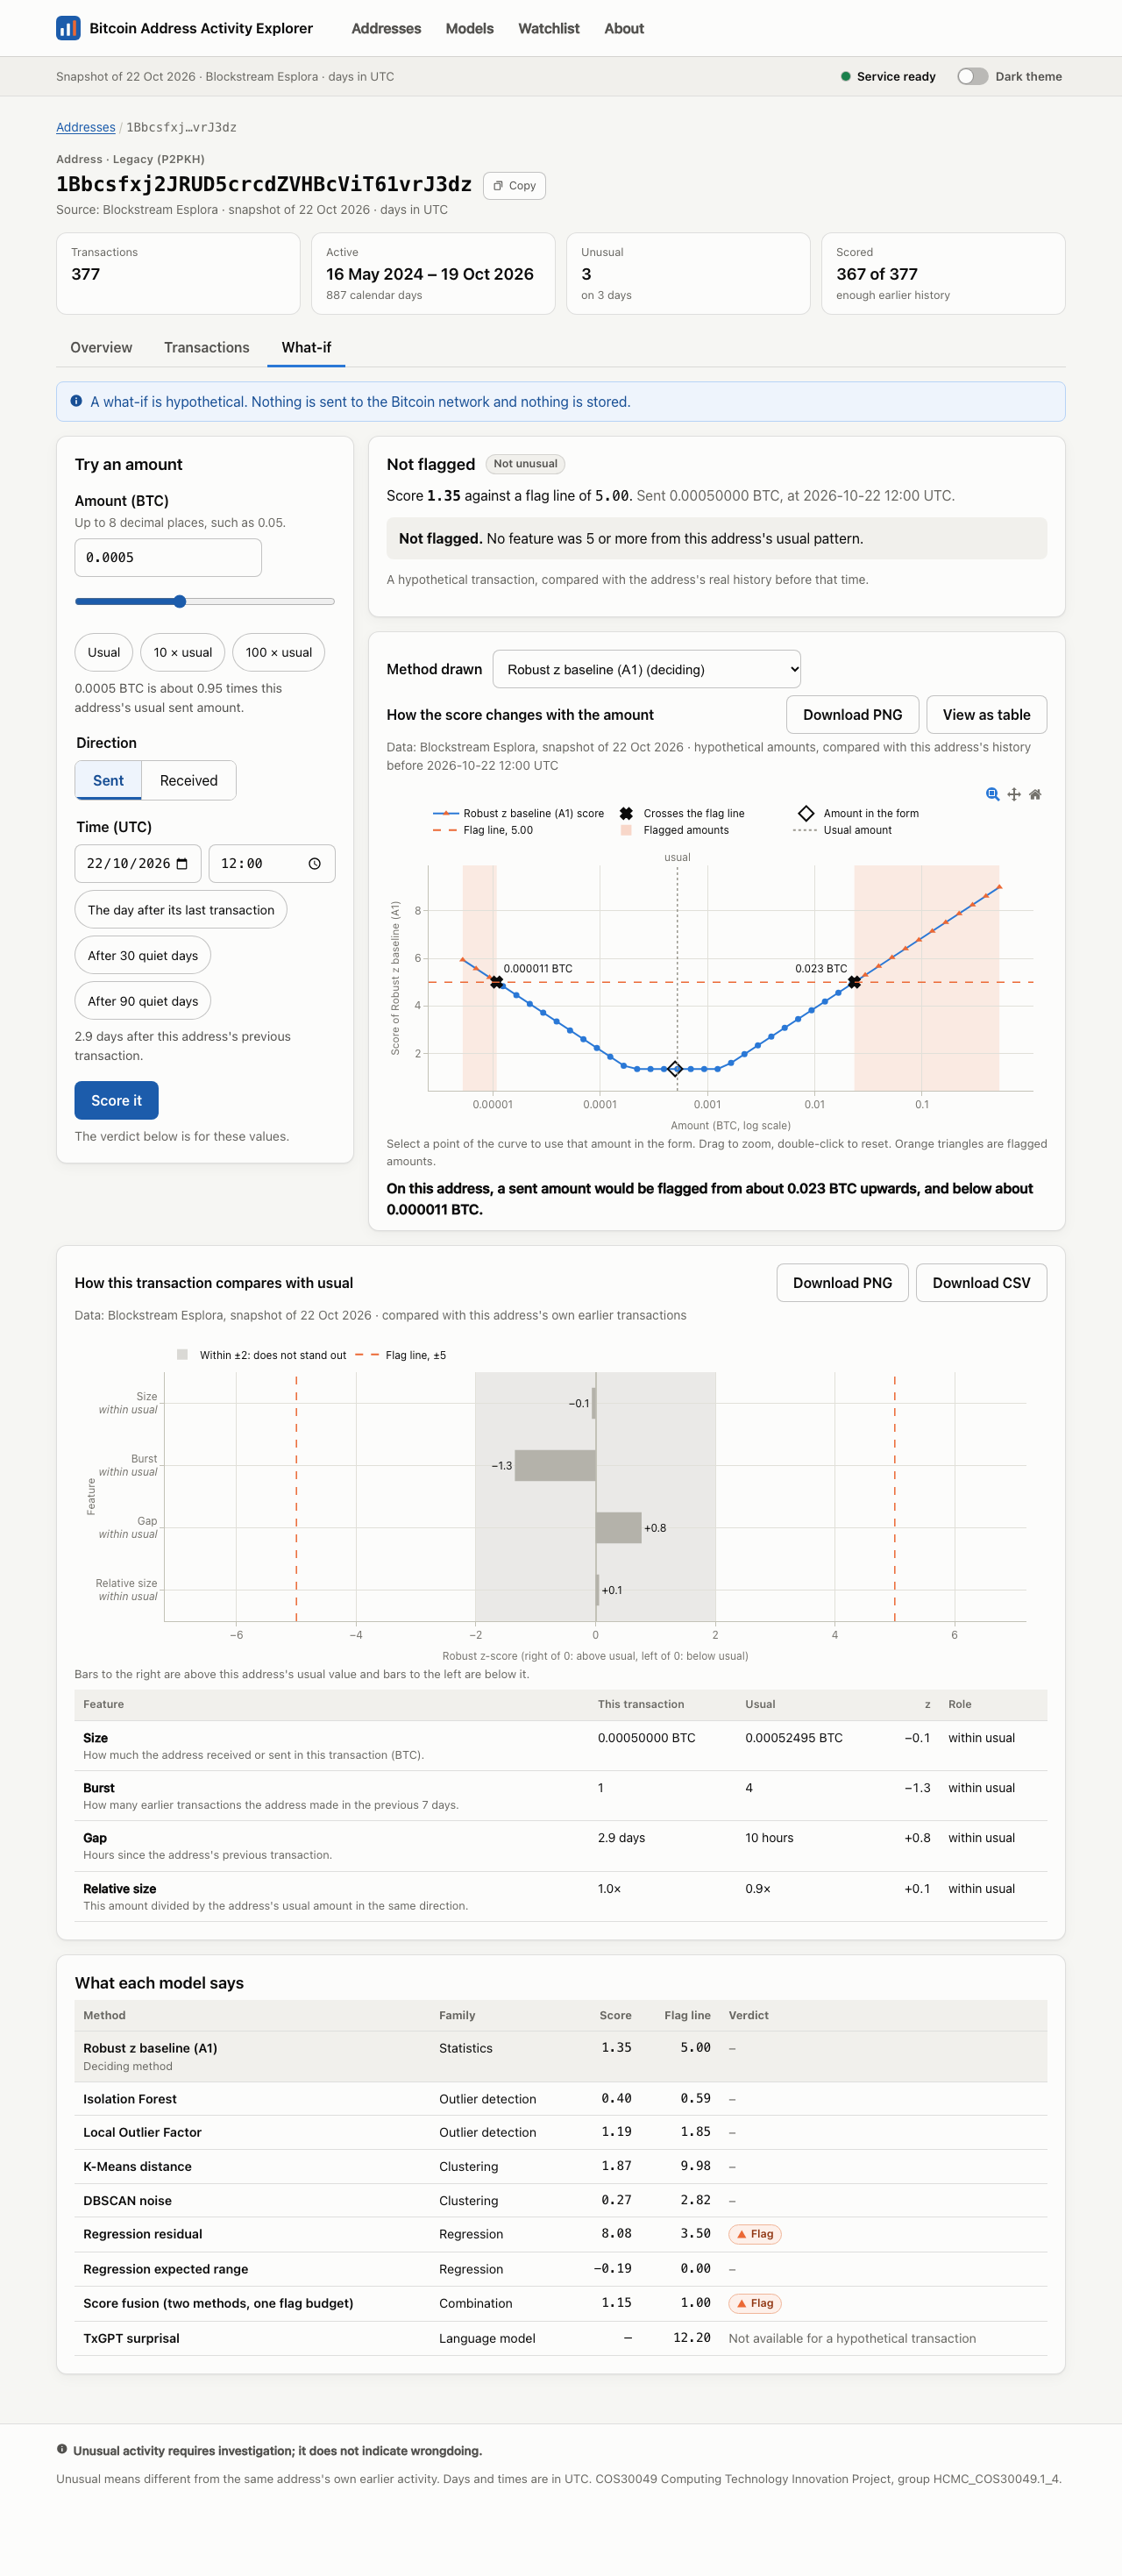 Bitcoin Address Activity Explorer
Addresses
Models
Watchlist
About
Snapshot of 22 Oct 2026 · Blockstream Esplora · days in UTC
Service ready
Dark theme
Addresses / 1Bbcsfxj…vrJ3dz
Address · Legacy (P2PKH)
1Bbcsfxj2JRUD5crcdZVHBcViT61vrJ3dz
Copy
Source: Blockstream Esplora · snapshot of 22 Oct 2026 · days in UTC
Transactions
377
Active
16 May 2024 – 19 Oct 2026
887 calendar days
Unusual
3
on 3 days
Scored
367 of 377
enough earlier history
Overview
Transactions
What-if
A what-if is hypothetical. Nothing is sent to the Bitcoin network and nothing is stored.
Try an amount
Amount (BTC)
Up to 8 decimal places, such as 0.05.
0.0005
Usual
10 × usual
100 × usual
0.0005 BTC is about 0.95 times this
address's usual sent amount.
Direction
Sent
Received
Time (UTC)
22/10/2026
12:00
The day after its last transaction
After 30 quiet days
After 90 quiet days
2.9 days after this address's previous
transaction.
Score it
The verdict below is for these values.
Not flagged
Not unusual
Score 1.35 against a flag line of 5.00. Sent 0.00050000 BTC, at 2026-10-22 12:00 UTC.
Not flagged. No feature was 5 or more from this address's usual pattern.
A hypothetical transaction, compared with the address's real history before that time.
Method drawn
Robust z baseline (A1) (deciding)
How the score changes with the amount
Download PNG
View as table
Data: Blockstream Esplora, snapshot of 22 Oct 2026 · hypothetical amounts, compared with this address's history
before 2026-10-22 12:00 UTC
Robust z baseline (A1) score
Crosses the flag line
Amount in the form
Flag line, 5.00
Flagged amounts
Usual amount
usual
Score of Robust z baseline (A1)
8
6
4
2
0.000011 BTC
0.023 BTC
0.00001
0.0001
0.001
0.01
0.1
Amount (BTC, log scale)
Select a point of the curve to use that amount in the form. Drag to zoom, double-click to reset. Orange triangles are flagged
amounts.
On this address, a sent amount would be flagged from about 0.023 BTC upwards, and below about
0.000011 BTC.
How this transaction compares with usual
Download PNG
Download CSV
Data: Blockstream Esplora, snapshot of 22 Oct 2026 · compared with this address's own earlier transactions
Within ±2: does not stand out
Flag line, ±5
Feature
Size
within usual
−0.1
Burst
within usual
−1.3
Gap
within usual
+0.8
Relative size
within usual
+0.1
−6
−4
−2
0
2
4
6
Robust z-score (right of 0: above usual, left of 0: below usual)
Bars to the right are above this address's usual value and bars to the left are below it.
Feature This transaction Usual z Role
Size 0.00050000 BTC 0.00052495 BTC −0.1 within usual
How much the address received or sent in this transaction (BTC).
Burst 1 4 −1.3 within usual
How many earlier transactions the address made in the previous 7 days.
Gap 2.9 days 10 hours +0.8 within usual
Hours since the address's previous transaction.
Relative size 1.0× 0.9× +0.1 within usual
This amount divided by the address's usual amount in the same direction.
What each model says
Method Family Score Flag line Verdict
Robust z baseline (A1) Statistics 1.35 5.00 –
Deciding method
Isolation Forest Outlier detection 0.40 0.59 –
Local Outlier Factor Outlier detection 1.19 1.85 –
K-Means distance Clustering 1.87 9.98 –
DBSCAN noise Clustering 0.27 2.82 –
Regression residual Regression 8.08 3.50 Flag
Regression expected range Regression −0.19 0.00 –
Score fusion (two methods, one flag budget) Combination 1.15 1.00 Flag
TxGPT surprisal Language model – 12.20 Not available for a hypothetical transaction
Unusual activity requires investigation; it does not indicate wrongdoing.
Unusual means different from the same address's own earlier activity. Days and times are in UTC. COS30049 Computing Technology Innovation Project, group HCMC_COS30049.1_4.